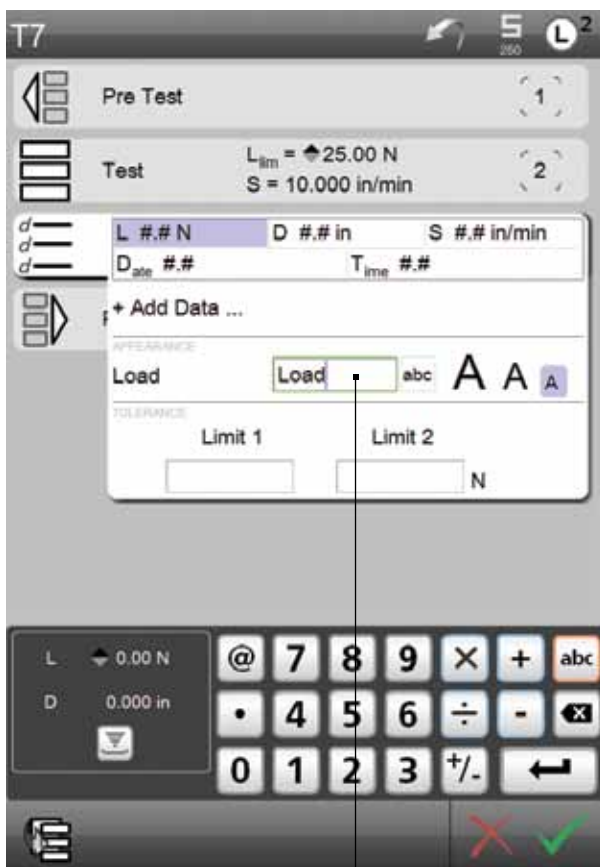 T7
S
250
L 2
Pre Test
1
Test
Llim = 25.00 N
S = 10.000 in/min
2
d
d
d
L #.# N D #.# in S #.# in/min
Date #.# Time #.#
+ Add Data ...
APPEARANCE
Load Load abc A A A
TOLERANCE
Limit 1 Limit 2
N
L 0.00 N
D 0.000 in
@ 7 8 9 × + abc
• 4 5 6 ÷ -
0 1 2 3 +/-